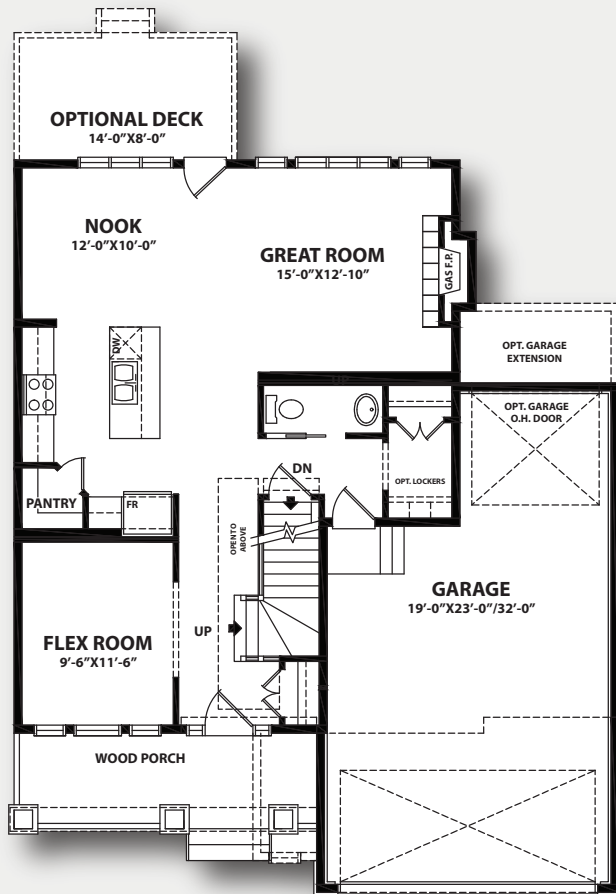 OPTIONAL DECK
14'-0"X8'-0"
NOOK
12'-0"X10'-0"
GREAT ROOM
15'-0"X12'-10"
GAS F.P.
OPT. GARAGE
EXTENSION
DW
OPT. GARAGE
O.H. DOOR
DN
OPT. LOCKERS
PANTRY
FR
OPEN TO
ABOVE
GARAGE
19'-0"X23'-0"/32'-0"
UP
FLEX ROOM
9'-6"X11'-6"
WOOD PORCH